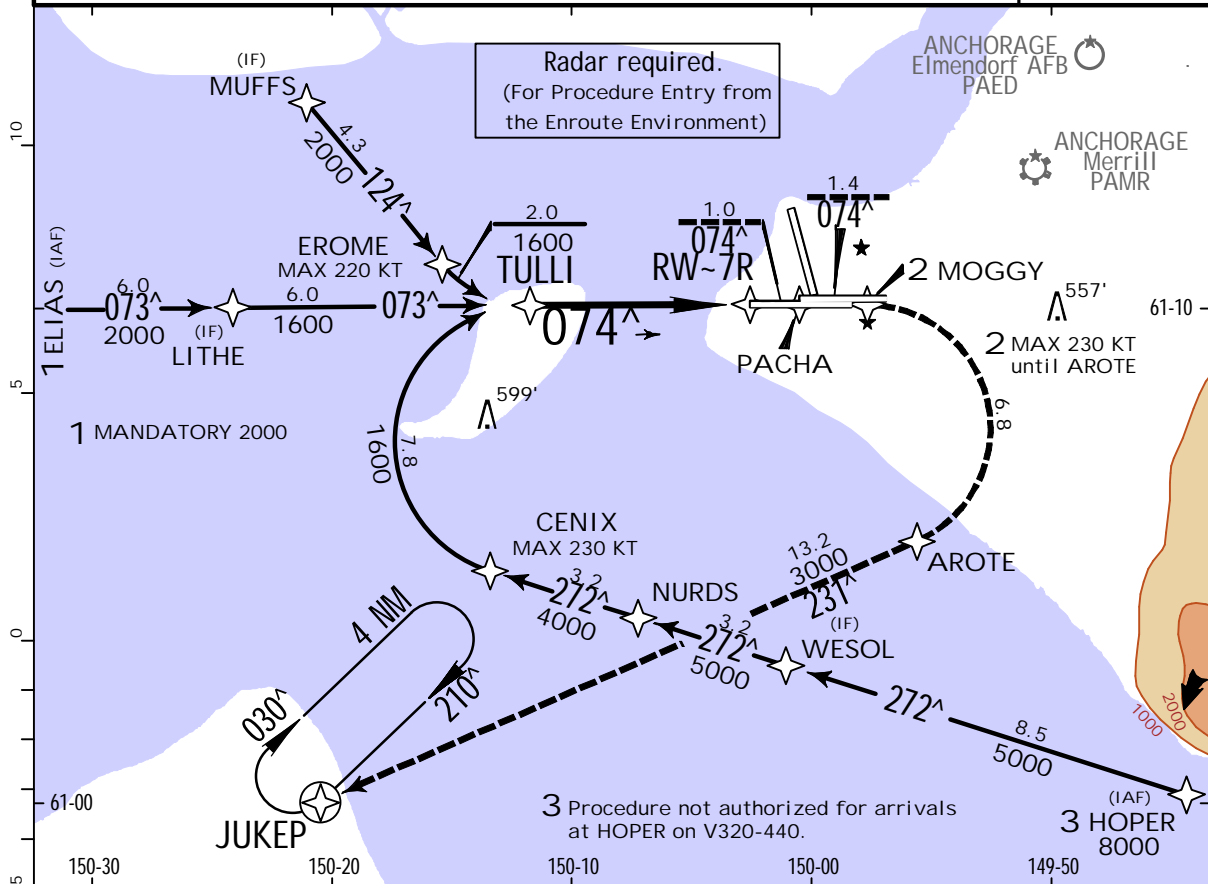 ANCHORAGE
Elmendorf AFB
PAED
(IF)
MUFFS
Radar required.
(For Procedure Entry from
the Enroute Environment)
ANCHORAGE
Merrill
PAMR
10
4.3
2000
124^
1.4
074^
1.0
074^
2.0
1600
EROME
MAX 220 KT
TULLI
RW~7R
2 MOGGY
557'
61-10
1 ELIAS (IAF)
6.0
073^
2000
(IF)
LITHE
6.0
1600
073^
074^
PACHA
2 MAX 230 KT
until AROTE
5
599'
1 MANDATORY 2000
7.8
1600
6.8
CENIX
MAX 230 KT
13.2
3000
231^
AROTE
3.2
272^
4000
NURDS
(IF)
WESOL
3.2
272^
5000
0
4 NM
030^
210^
272^
8.5
5000
2000
1000
61-00
JUKEP
3 Procedure not authorized for arrivals
at HOPER on V320-440.
(IAF)
3 HOPER
8000
5
150-30
150-20
150-10
150-00
149-50